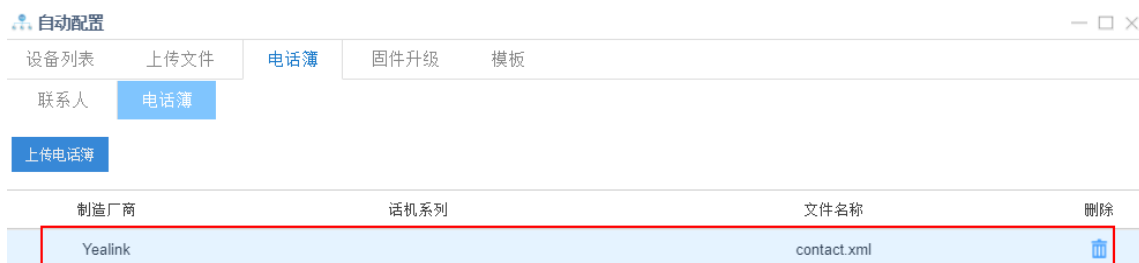 自动配置
设备列表 上传文件 电话簿 固件升级 模板
联系人 电话簿
上传电话簿
制造厂商 话机系列 文件名称 删除
Yealink contact.xml